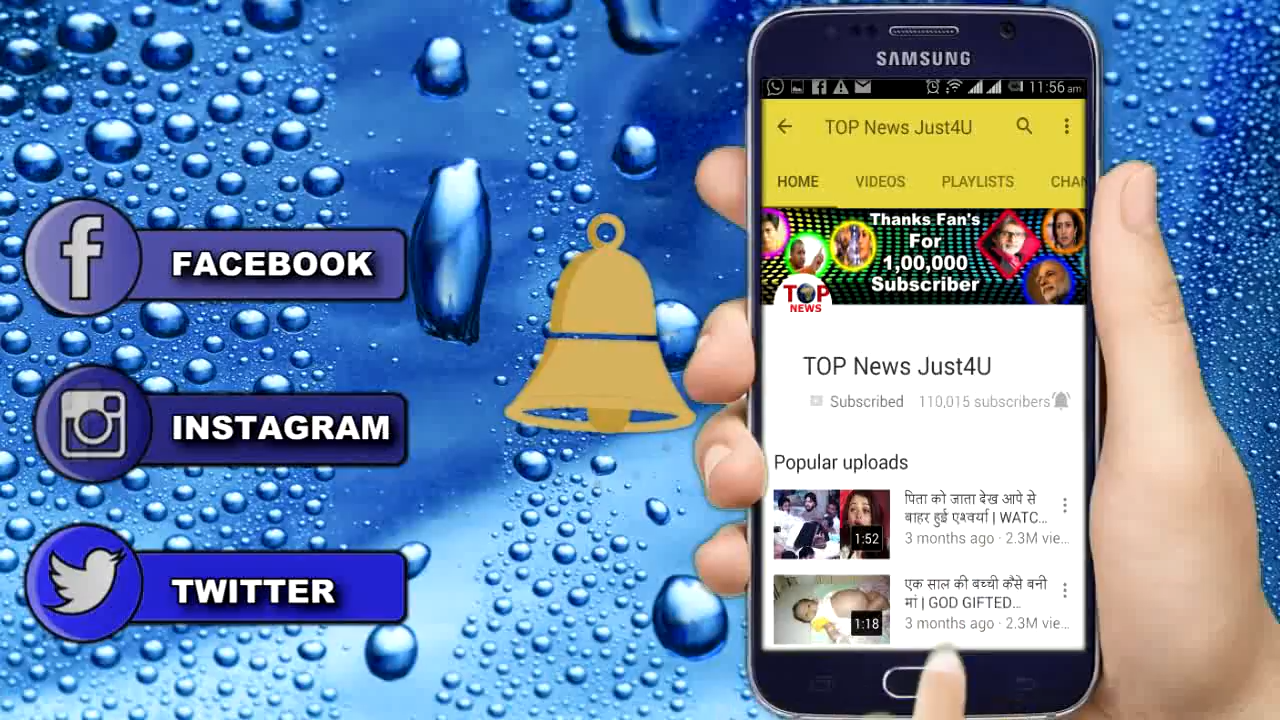 FACEBOOK
INSTAGRAM
TWITTER
SAMSUNG
11:56 am
TOP News Just4U
HOME VIDEOS PLAYLISTS CHAN
Thanks Fan's
For
1,00,000
Subscriber
TOP
NEWS
TOP News Just4U
Subscribed 110,015 subscribers
Popular uploads
1:52
पिता को जाता देख आपे से
बाहर हुई एश्वर्या | WATC...
3 months ago · 2.3M vie...
1:18
एक साल की बच्ची कैसे बनी
मां | GOD GIFTED...
3 months ago · 2.3M vie...